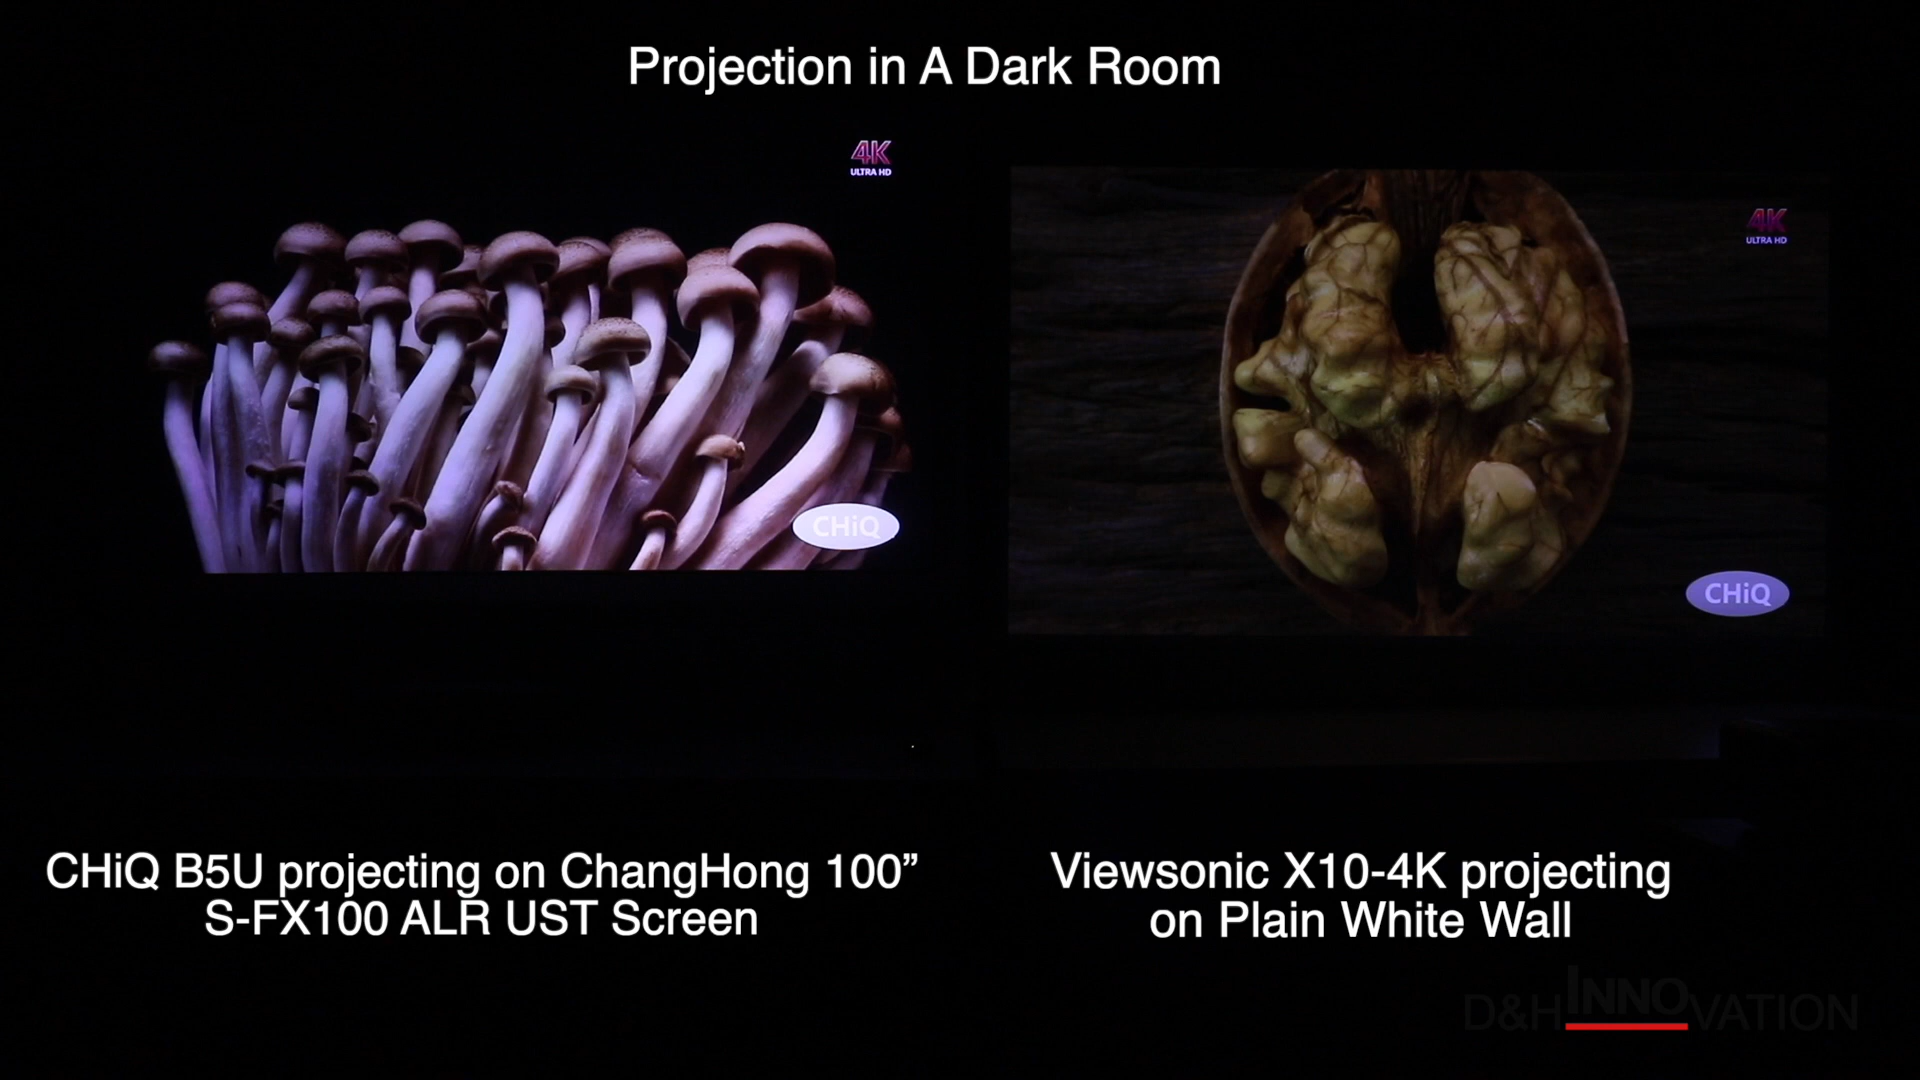 Projection in A Dark Room
4K
ULTRA HD
4K
ULTRA HD
CHiQ
CHiQ
CHiQ B5U projecting on ChangHong 100”
S-FX100 ALR UST Screen
Viewsonic X10-4K projecting
on Plain White Wall
D&HINNOVATION